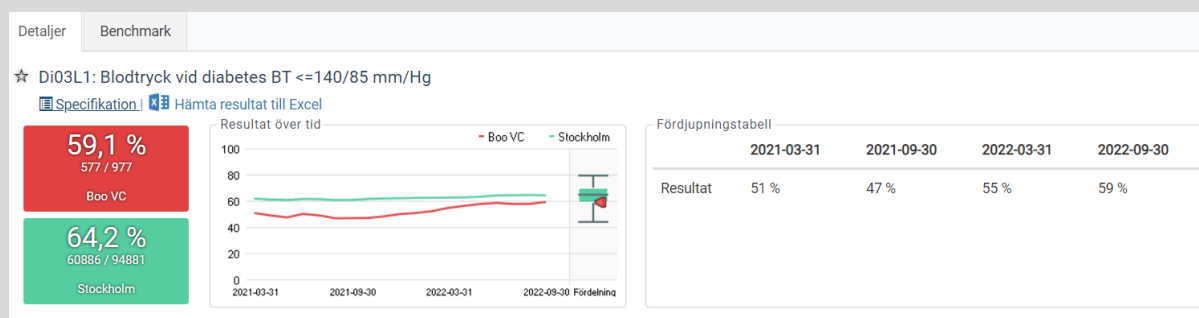 Detaljer Benchmark
☆ Di03L1: Blodtryck vid diabetes BT <=140/85 mm/Hg
Specifikation | Hämta resultat till Excel
59,1 %
577 / 977
Boo VC
64,2 %
60886 / 94881
Stockholm
Resultat över tid
Boo VC Stockholm
100
80
60
40
20
0
2021-03-31 2021-09-30 2022-03-31 2022-09-30 Fördelning
Fördjupningstabell
2021-03-31 2021-09-30 2022-03-31 2022-09-30
Resultat 51 % 47 % 55 % 59 %